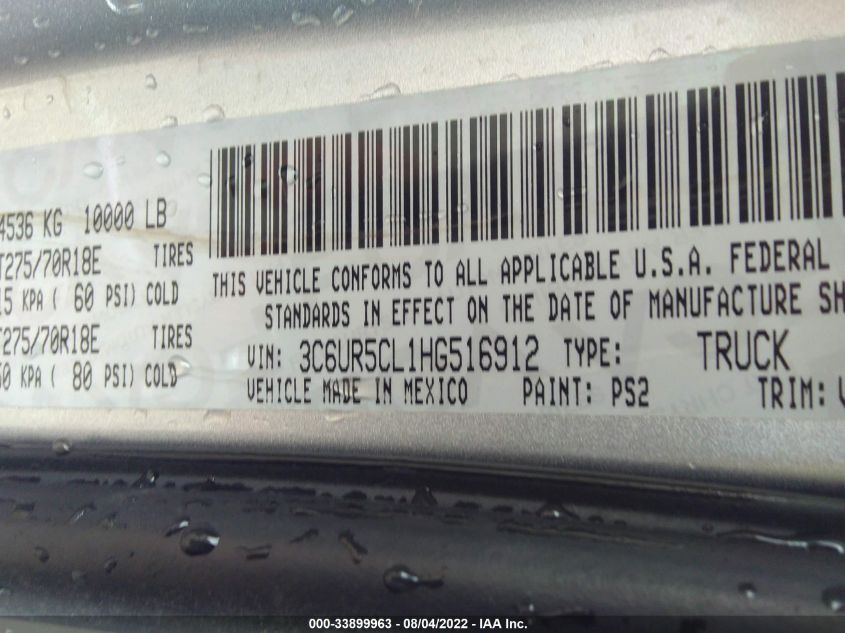 4536 KG 10000 LB
T275/70R18E TIRES
15 KPA ( 60 PSI) COLD
T275/70R18E TIRES
50 KPA ( 80 PSI) COLD
THIS VEHICLE CONFORMS TO ALL APPLICABLE U.S.A. FEDERAL
STANDARDS IN EFFECT ON THE DATE OF MANUFACTURE SH
VIN: 3C6UR5CL1HG516912 TYPE: TRUCK
VEHICLE MADE IN MEXICO PAINT: PS2 TRIM:
000-33899963 - 08/04/2022 - IAA Inc.